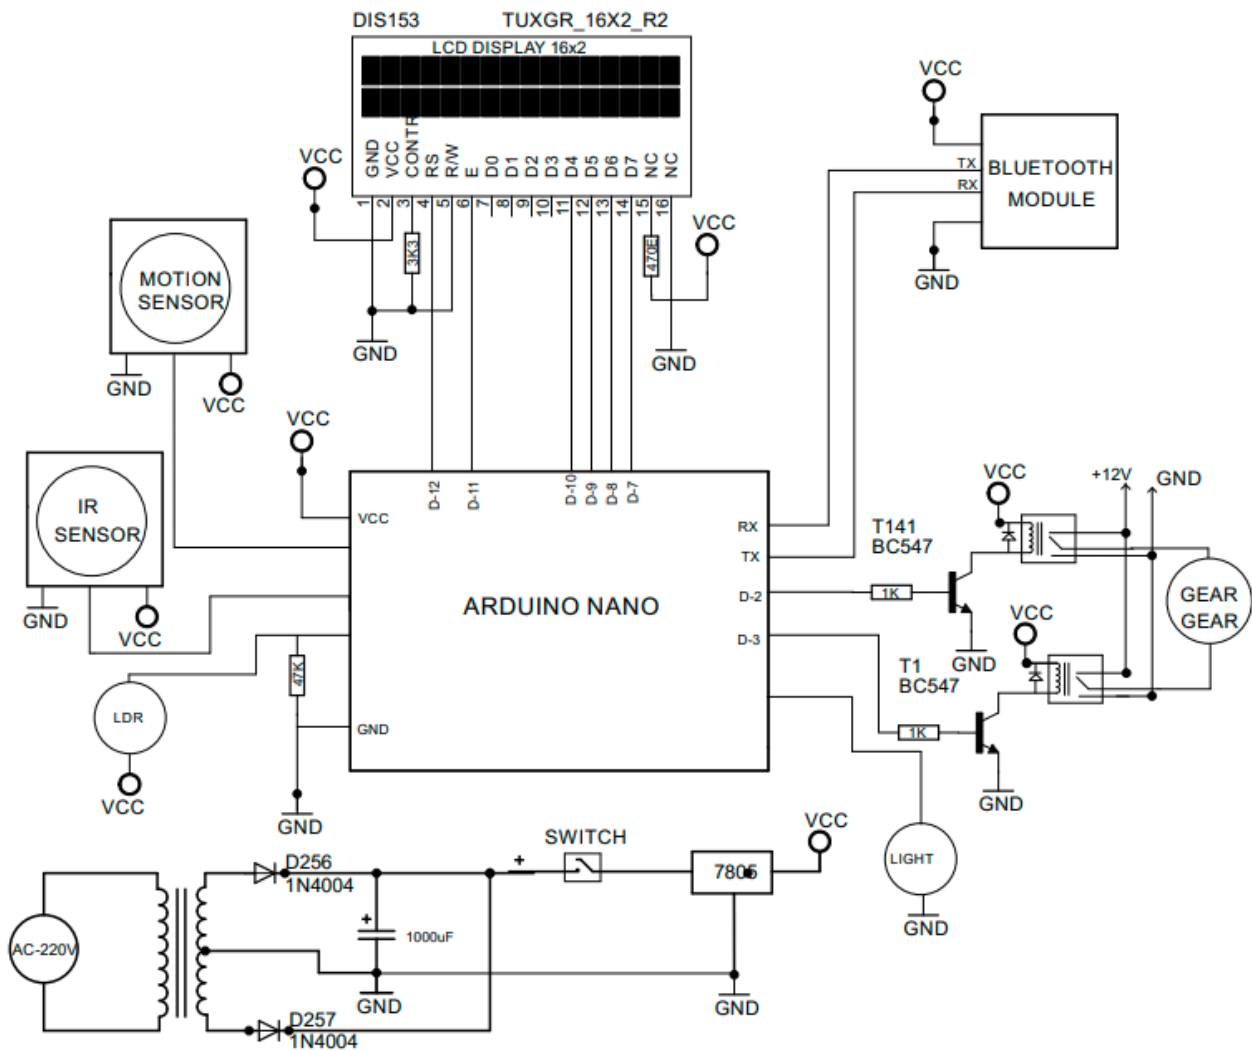 DIS153 TUXGR_16X2_R2
LCD DISPLAY 16x2
GND
VCC
CONTR
RS
R/W
E
D0
D1
D2
D3
D4
D5
D6
D7
NC
NC
1
2
3
4
5
6
7
8
9
10
11
12
13
14
15
16
VCC
3K3
470E
VCC
GND
GND
VCC
TX
RX
BLUETOOTH
MODULE
GND
MOTION
SENSOR
GND
VCC
IR
SENSOR
GND
VCC
VCC
D-12
D-11
D-10
D-9
D-8
D-7
VCC
RX
TX
D-2
D-3
GND
ARDUINO NANO
47K
LDR
VCC
GND
T141
BC547
1K
VCC
+12V
GND
GND
VCC
T1
BC547
1K
GND
GEAR
GEAR
LIGHT
GND
AC-220V
D256
1N4004
+
1000uF
GND
D257
1N4004
+
SWITCH
7805
VCC
GND